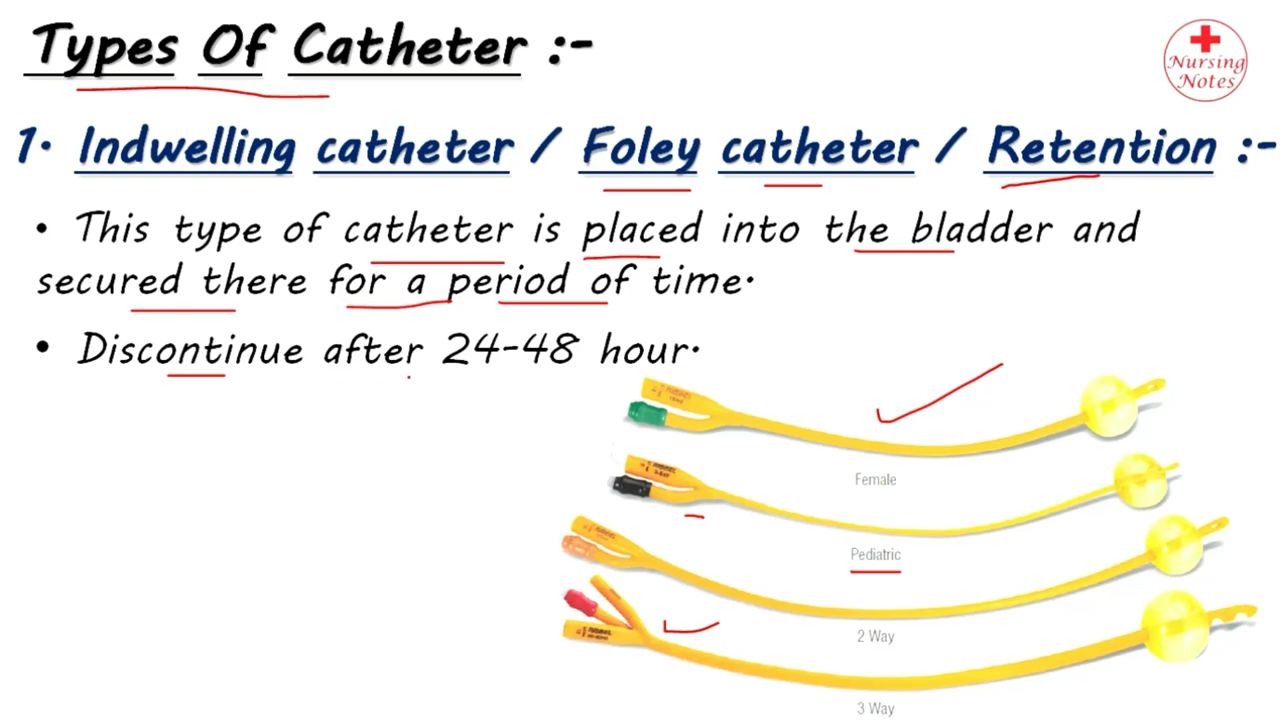 Types Of Catheter :-
Nursing
Notes
1. Indwelling catheter / Foley catheter / Retention :-
• This type of catheter is placed into the bladder and
secured there for a period of time.
• Discontinue after 24-48 hour.
Female
Pediatric
2 Way
3 Way